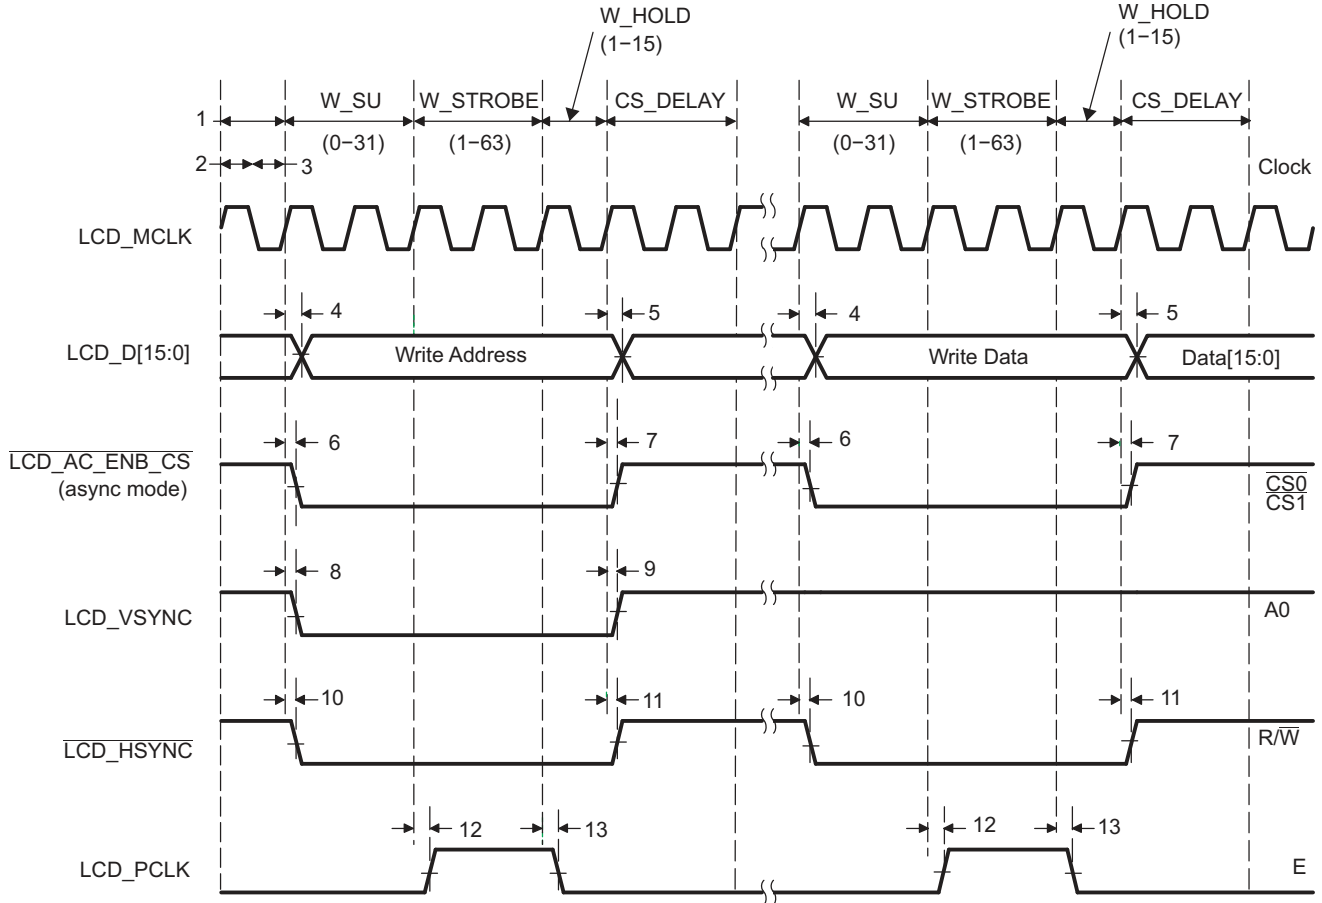 W_HOLD
(1−15)
W_HOLD
(1−15)
W_SU
W_STROBE
CS_DELAY
W_SU
W_STROBE
CS_DELAY
1
(0−31)
(1−63)
(0−31)
(1−63)
2
3
Clock
LCD_MCLK
4
5
4
5
LCD_D[15:0]
Write Address
Write Data
Data[15:0]
6
7
6
7
LCD_AC_ENB_CS
(async mode)
CS0
CS1
8
9
LCD_VSYNC
A0
10
11
10
11
LCD_HSYNC
R/W
12
13
12
13
LCD_PCLK
E